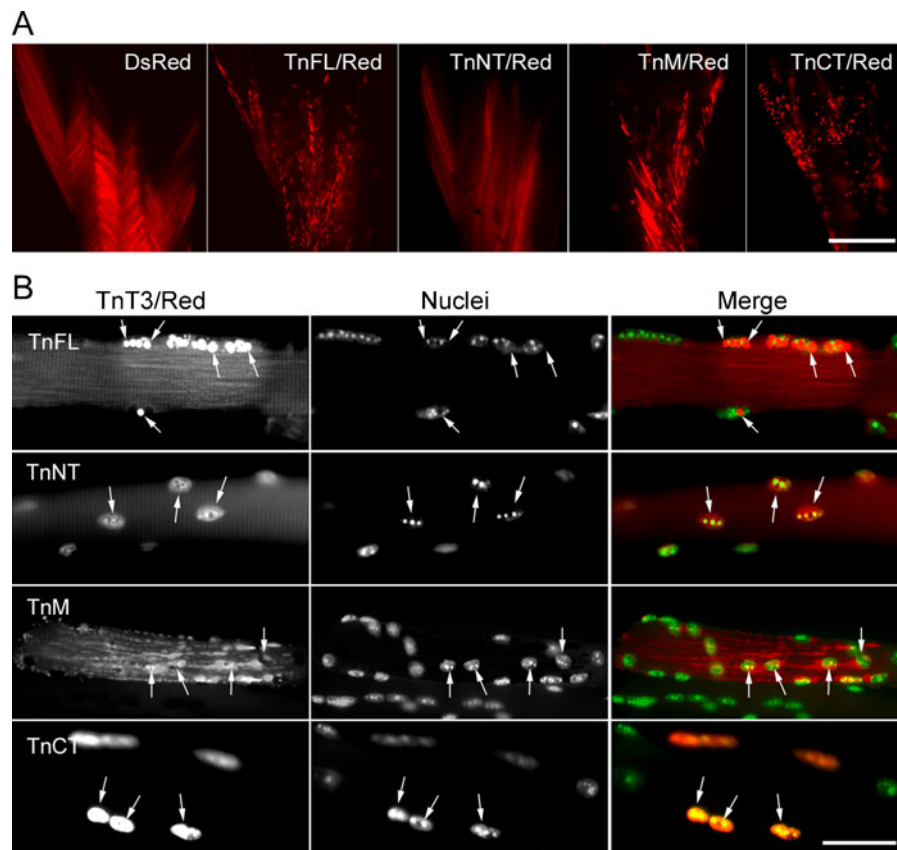 A
DsRed
TnFL/Red
TnNT/Red
TnM/Red
TnCT/Red
B
TnT3/Red
Nuclei
Merge
TnFL
TnNT
TnM
TnCT